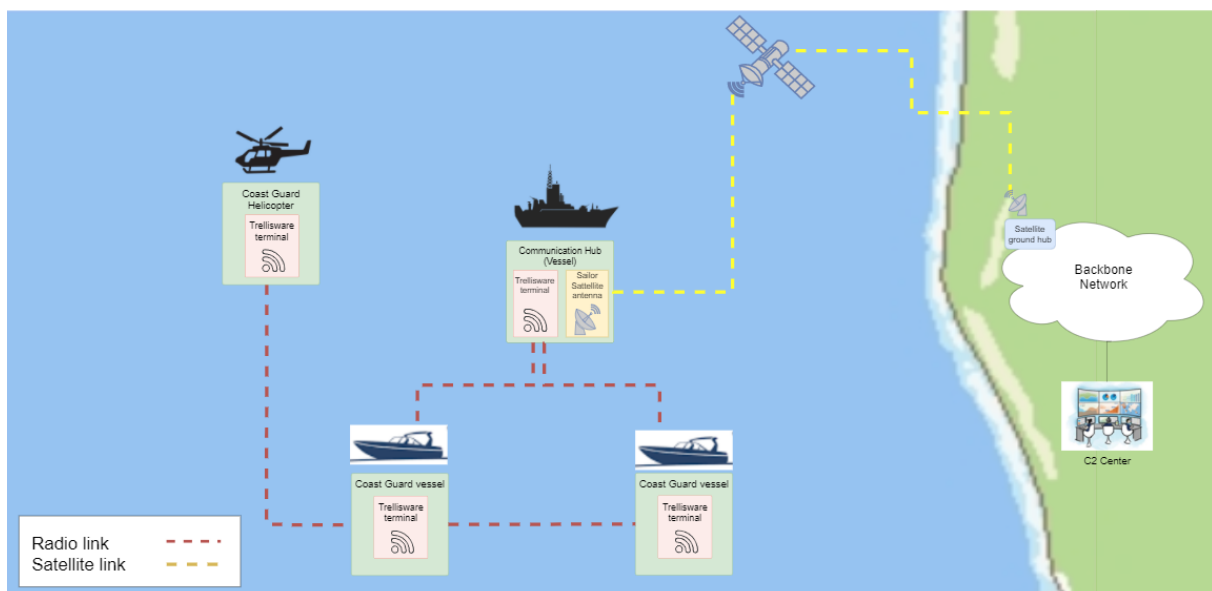 Coast Guard
Helicopter
Trellisware
terminal
Communication Hub
(Vessel)
Trellisware
terminal
Sailor
Sattellite
antenna
Satellite
ground hub
Backbone
Network
C2 Center
Coast Guard vessel
Trellisware
terminal
Coast Guard vessel
Trellisware
terminal
Radio link
Satellite link